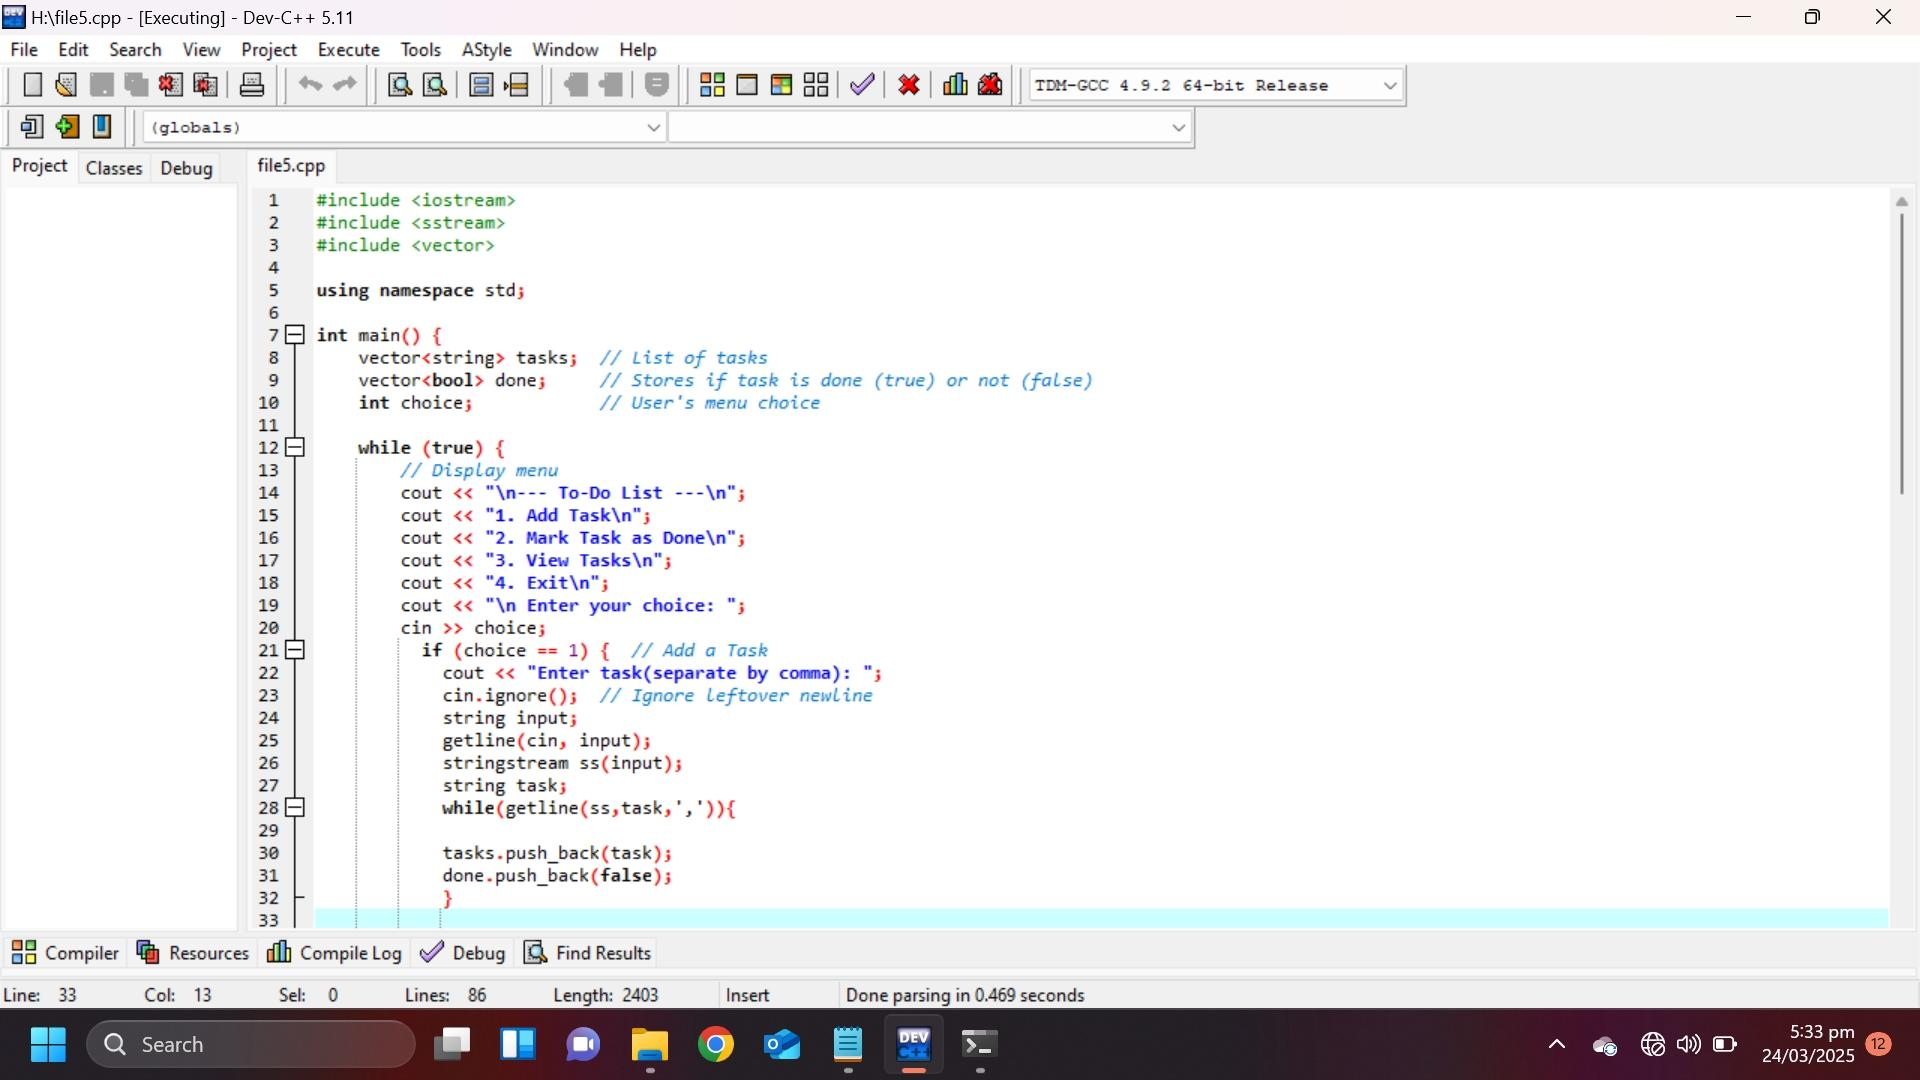 H:\file5.cpp - [Executing] - Dev-C++ 5.11
File Edit Search View Project Execute Tools AStyle Window Help
TDM-GCC 4.9.2 64-bit Release
(globals)
Project Classes Debug file5.cpp
1 #include <iostream>
2 #include <sstream>
3 #include <vector>
4
5 using namespace std;
6
7 int main() {
8 vector<string> tasks; // List of tasks
9 vector<bool> done; // Stores if task is done (true) or not (false)
10 int choice; // User's menu choice
11
12 while (true) {
13 // Display menu
14 cout << "\n--- To-Do List ---\n";
15 cout << "1. Add Task\n";
16 cout << "2. Mark Task as Done\n";
17 cout << "3. View Tasks\n";
18 cout << "4. Exit\n";
19 cout << "\n Enter your choice: ";
20 cin >> choice;
21 if (choice == 1) { // Add a Task
22 cout << "Enter task(separate by comma): ";
23 cin.ignore(); // Ignore leftover newline
24 string input;
25 getline(cin, input);
26 stringstream ss(input);
27 string task;
28 while(getline(ss,task,',')){
29
30 tasks.push_back(task);
31 done.push_back(false);
32 }
33
Compiler Resources Compile Log Debug Find Results
Line: 33 Col: 13 Sel: 0 Lines: 86 Length: 2403 Insert Done parsing in 0.469 seconds
Search DEV C++ 5:33 pm 12
24/03/2025